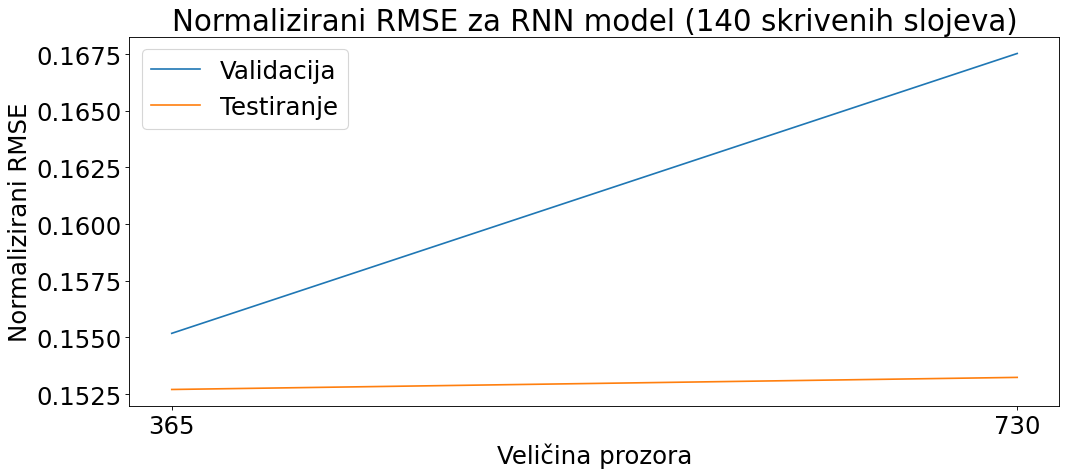 Normalizirani RMSE za RNN model (140 skrivenih slojeva)
Validacija
Testiranje
Normalizirani RMSE
0.1675
0.1650
0.1625
0.1600
0.1575
0.1550
0.1525
365
730
Veličina prozora